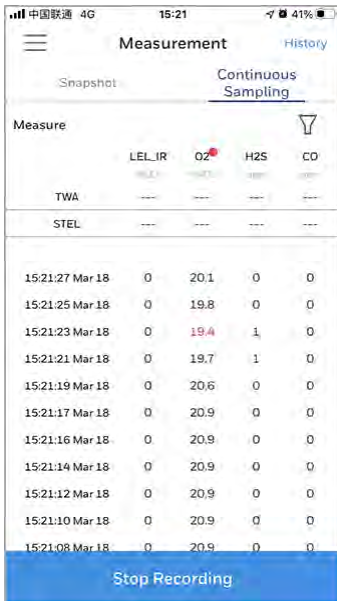 中国联通 4G 15:21 41%
Measurement History
Snapshot Continuous Sampling
Measure
LEL_IR O2 H2S CO
TWA --- --- --- ---
STEL --- --- --- ---
15:21:27 Mar 18 0 20.1 0 0
15:21:25 Mar 18 0 19.8 0 0
15:21:23 Mar 18 0 19.4 1 0
15:21:21 Mar 18 0 19.7 1 0
15:21:19 Mar 18 0 20.6 0 0
15:21:17 Mar 18 0 20.9 0 0
15:21:16 Mar 18 0 20.9 0 0
15:21:14 Mar 18 0 20.9 0 0
15:21:12 Mar 18 0 20.9 0 0
15:21:10 Mar 18 0 20.9 0 0
15:21:08 Mar 18 0 20.9 0 0
Stop Recording